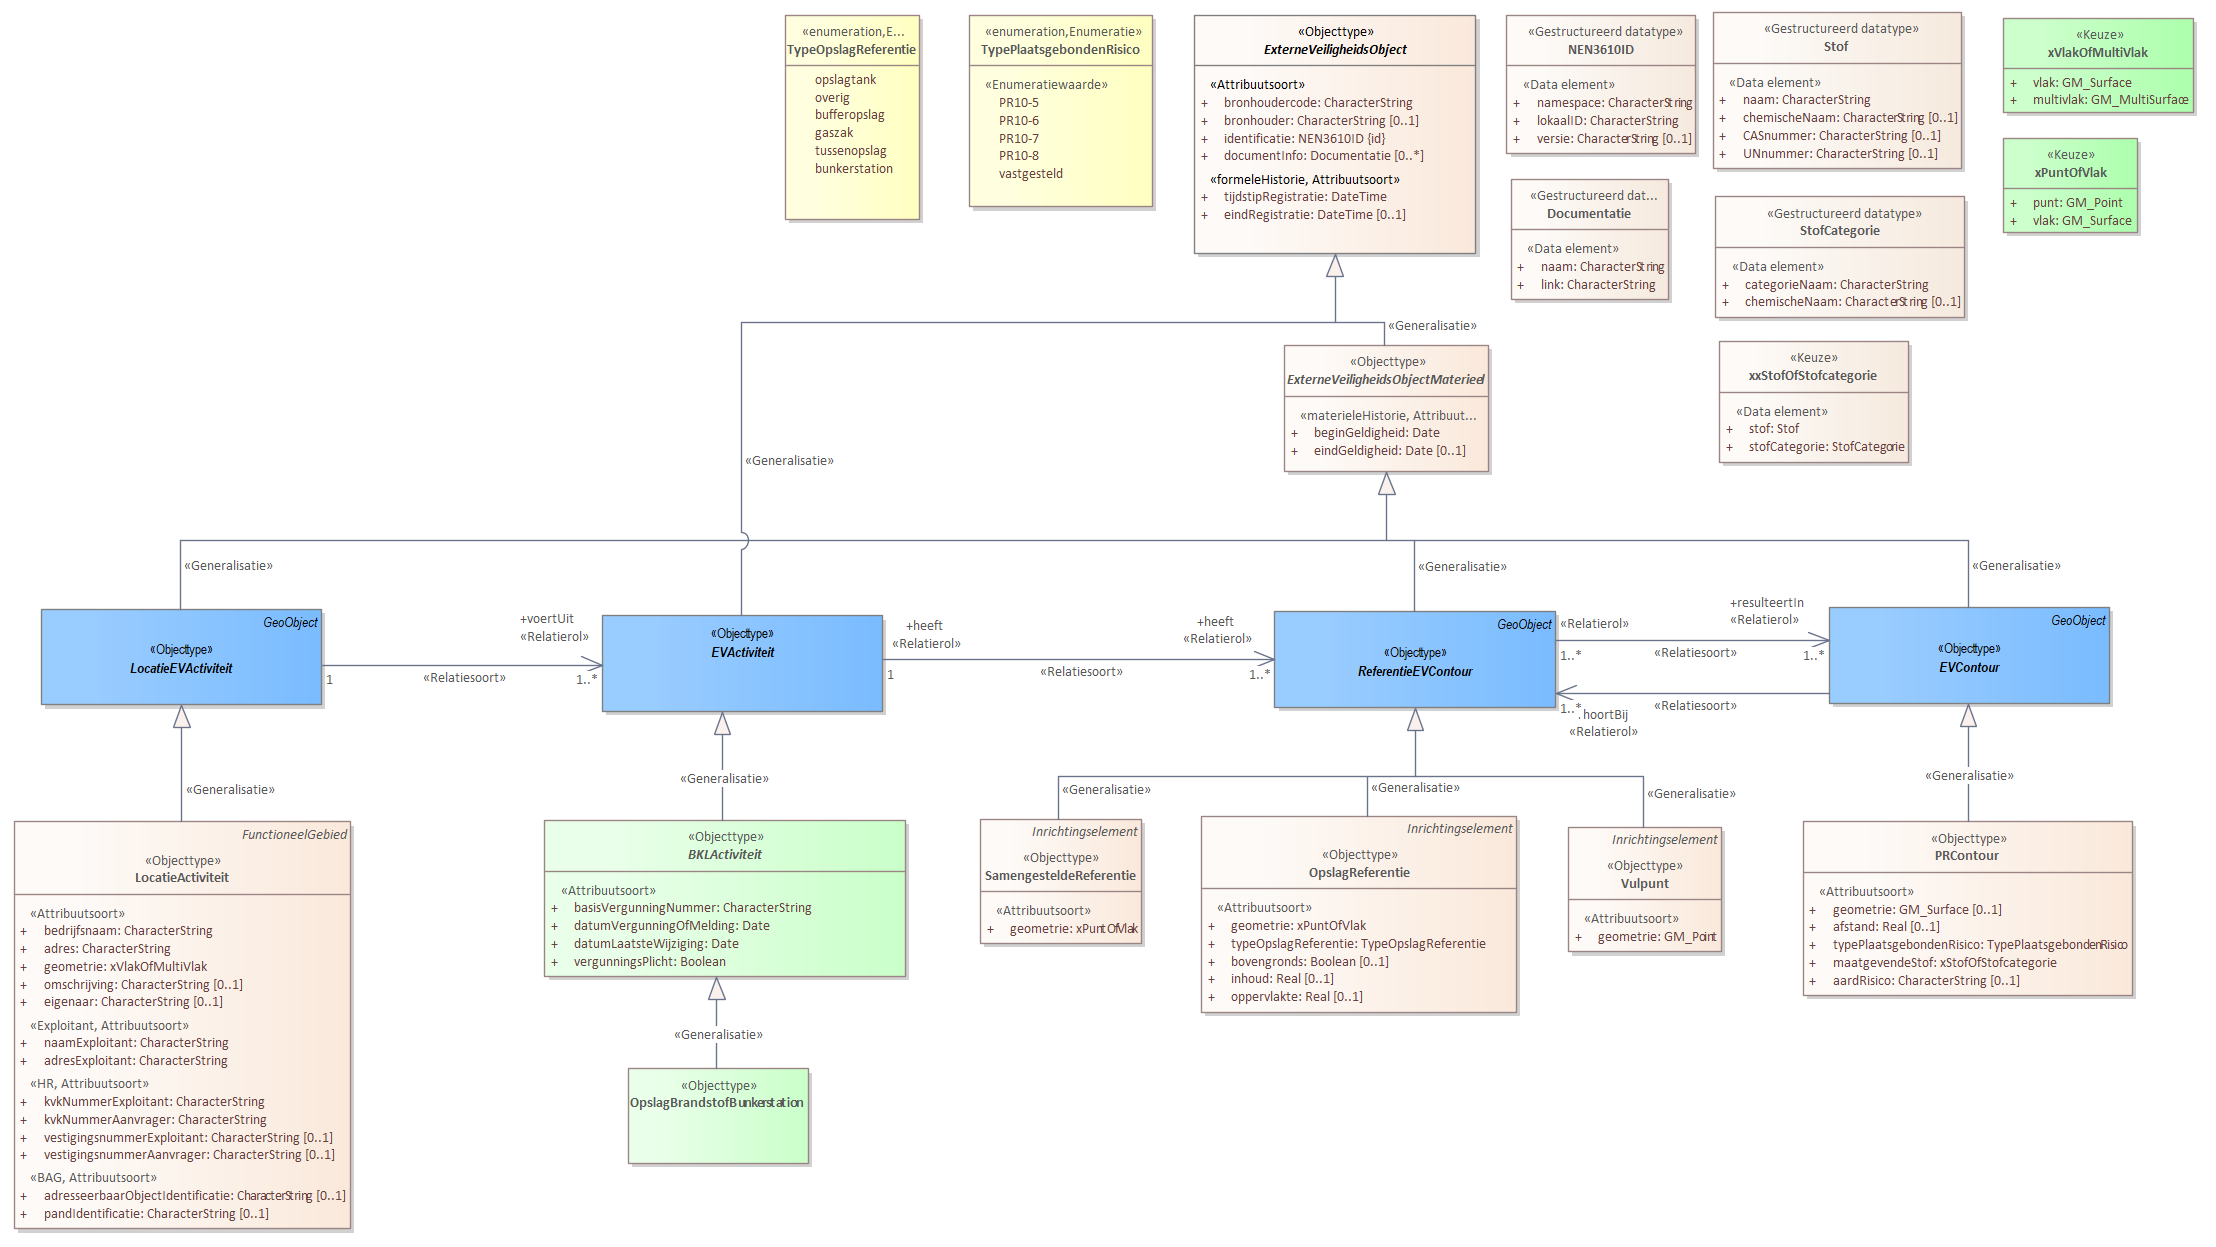 «enumeration,E...
TypeOpslagReferentie
opslagtank
overig
bufferopslag
gaszak
tussenopslag
bunkerstation
«enumeration,Enumeratie»
TypePlaatsgebondenRisico
«Enumeratiewaarde»
PR10-5
PR10-6
PR10-7
PR10-8
vastgesteld
«Objecttype»
ExterneVeiligheidsObject
«Attribuutsoort»
+ bronhoudercode: CharacterString
+ bronhouder: CharacterString [0..1]
+ identificatie: NEN3610ID {id}
+ documentInfo: Documentatie [0..*]
«formeleHistorie, Attribuutsoort»
+ tijdstipRegistratie: DateTime
+ eindRegistratie: DateTime [0..1]
«Gestructureerd datatype»
NEN3610ID
«Data element»
+ namespace: CharacterString
+ lokaalID: CharacterString
+ versie: CharacterString [0..1]
«Gestructureerd dat...
Documentatie
«Data element»
+ naam: CharacterString
+ link: CharacterString
«Gestructureerd datatype»
Stof
«Data element»
+ naam: CharacterString
+ chemischeNaam: CharacterString [0..1]
+ CASnummer: CharacterString [0..1]
+ UNnummer: CharacterString [0..1]
«Gestructureerd datatype»
StofCategorie
«Data element»
+ categorieNaam: CharacterString
+ chemischeNaam: CharacterString [0..1]
«Keuze»
xxStofOfStofcategorie
«Data element»
+ stof: Stof
+ stofCategorie: StofCategorie
«Keuze»
xVlakOfMultiVlak
+ vlak: GM_Surface
+ multivlak: GM_MultiSurface
«Keuze»
xPuntOfVlak
+ punt: GM_Point
+ vlak: GM_Surface
«Generalisatie»
«Objecttype»
ExterneVeiligheidsObjectMaterieel
«materieleHistorie, Attribuut...
+ beginGeldigheid: Date
+ eindGeldigheid: Date [0..1]
«Generalisatie»
«Generalisatie»
«Generalisatie»
«Generalisatie»
GeoObject
«Objecttype»
LocatieEVActiviteit
1
«Relatiesoort»
+voertUit
«Relatierol»
1..*
«Objecttype»
EVActiviteit
+heeft
«Relatierol»
1
«Relatiesoort»
+heeft
«Relatierol»
1..*
GeoObject
«Objecttype»
ReferentieEVContour
«Relatierol»
1..*
«Relatiesoort»
+resulteertIn
«Relatierol»
1..*
«Relatiesoort»
1..*
hoortBij
«Relatierol»
GeoObject
«Objecttype»
EVContour
«Generalisatie»
«Generalisatie»
«Generalisatie»
«Generalisatie»
«Generalisatie»
«Generalisatie»
FunctioneelGebied
«Objecttype»
LocatieActiviteit
«Attribuutsoort»
+ bedrijfsnaam: CharacterString
+ adres: CharacterString
+ geometrie: xVlakOfMultiVlak
+ omschrijving: CharacterString [0..1]
+ eigenaar: CharacterString [0..1]
«Exploitant, Attribuutsoort»
+ naamExploitant: CharacterString
+ adresExploitant: CharacterString
«HR, Attribuutsoort»
+ kvkNummerExploitant: CharacterString
+ kvkNummerAanvrager: CharacterString
+ vestigingsnummerExploitant: CharacterString [0..1]
+ vestigingsnummerAanvrager: CharacterString [0..1]
«BAG, Attribuutsoort»
+ adresseerbaarObjectIdentificatie: CharacterString [0..1]
+ pandIdentificatie: CharacterString [0..1]
«Objecttype»
BKLActiviteit
«Attribuutsoort»
+ basisVergunningNummer: CharacterString
+ datumVergunningOfMelding: Date
+ datumLaatsteWijziging: Date
+ vergunningsPlicht: Boolean
«Generalisatie»
«Objecttype»
OpslagBrandstofBunkerstation
Inrichtingselement
«Objecttype»
SamengesteldeReferentie
«Attribuutsoort»
+ geometrie: xPuntOfVlak
Inrichtingselement
«Objecttype»
OpslagReferentie
«Attribuutsoort»
+ geometrie: xPuntOfVlak
+ typeOpslagReferentie: TypeOpslagReferentie
+ bovengronds: Boolean [0..1]
+ inhoud: Real [0..1]
+ oppervlakte: Real [0..1]
Inrichtingselement
«Objecttype»
Vulpunt
«Attribuutsoort»
+ geometrie: GM_Point
«Objecttype»
PRContour
«Attribuutsoort»
+ geometrie: GM_Surface [0..1]
+ afstand: Real [0..1]
+ typePlaatsgebondenRisico: TypePlaatsgebondenRisico
+ maatgevendeStof: xStofOfStofcategorie
+ aardRisico: CharacterString [0..1]